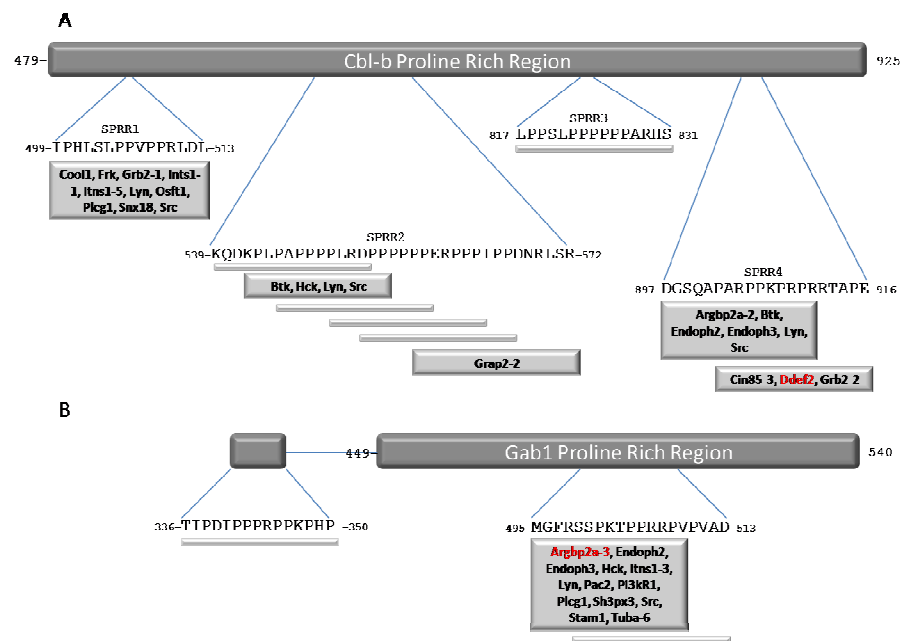 A
479- Cbl-b Proline Rich Region 925
SPRR1
499-IPHLSLPPVPPRLDL-513
Cool1, Frk, Grb2-1, Ints1-
1, Itns1-5, Lyn, Osft1,
Plcg1, Snx18, Src
SPRR3
817 LPPSLPPPPPPARHS 831
SPRR2
539-KQDKPLPAPPPPLRDPPPPPPERPPPIPPDNRLSR-572
Btk, Hck, Lyn, Src
Grap2-2
SPRR4
897 DGSQAPARPPKPRPRRTAPE 916
Argbp2a-2, Btk,
Endoph2, Endoph3, Lyn,
Src
Cin85 3, Ddef2, Grb2 2
B
449- Gab1 Proline Rich Region 540
336-TIPDIPPPRPPKPHP -350
495 MGFRSSPKTPPRRPVPVAD 513
Argbp2a-3, Endoph2,
Endoph3, Hck, Itns1-3,
Lyn, Pac2, PI3kR1,
Plcg1, Sh3px3, Src,
Stam1, Tuba-6